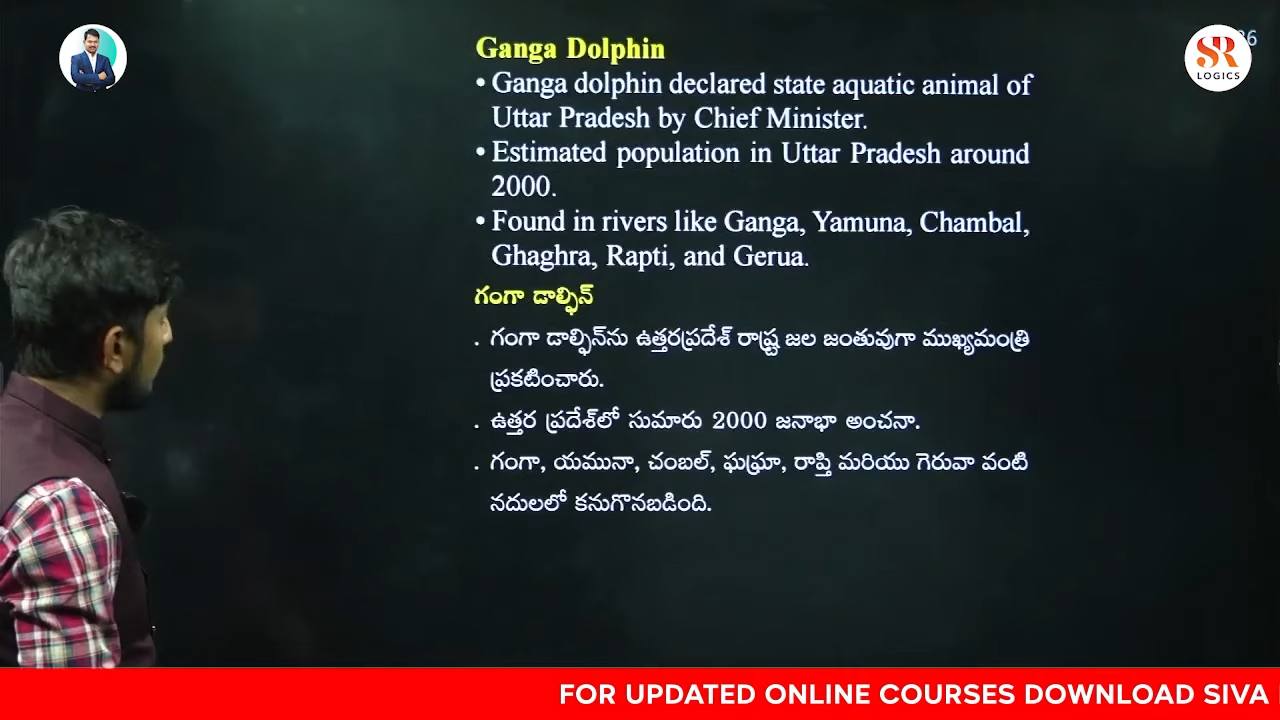 Ganga Dolphin
• Ganga dolphin declared state aquatic animal of
Uttar Pradesh by Chief Minister.
• Estimated population in Uttar Pradesh around
2000.
• Found in rivers like Ganga, Yamuna, Chambal,
Ghaghra, Rapti, and Gerua.
గంగా డాల్ఫిన్
. గంగా డాల్ఫిన్‌ను ఉత్తరప్రదేశ్ రాష్ట్ర జల జంతువుగా ముఖ్యమంత్రి
ప్రకటించారు.
. ఉత్తర ప్రదేశ్‌లో సుమారు 2000 జనాభా అంచనా.
. గంగా, యమునా, చంబల్, ఘఘ్రా, రాప్తి మరియు గెరువా వంటి
నదులలో కనుగొనబడింది.
SR
LOGICS
FOR UPDATED ONLINE COURSES DOWNLOAD SIVA